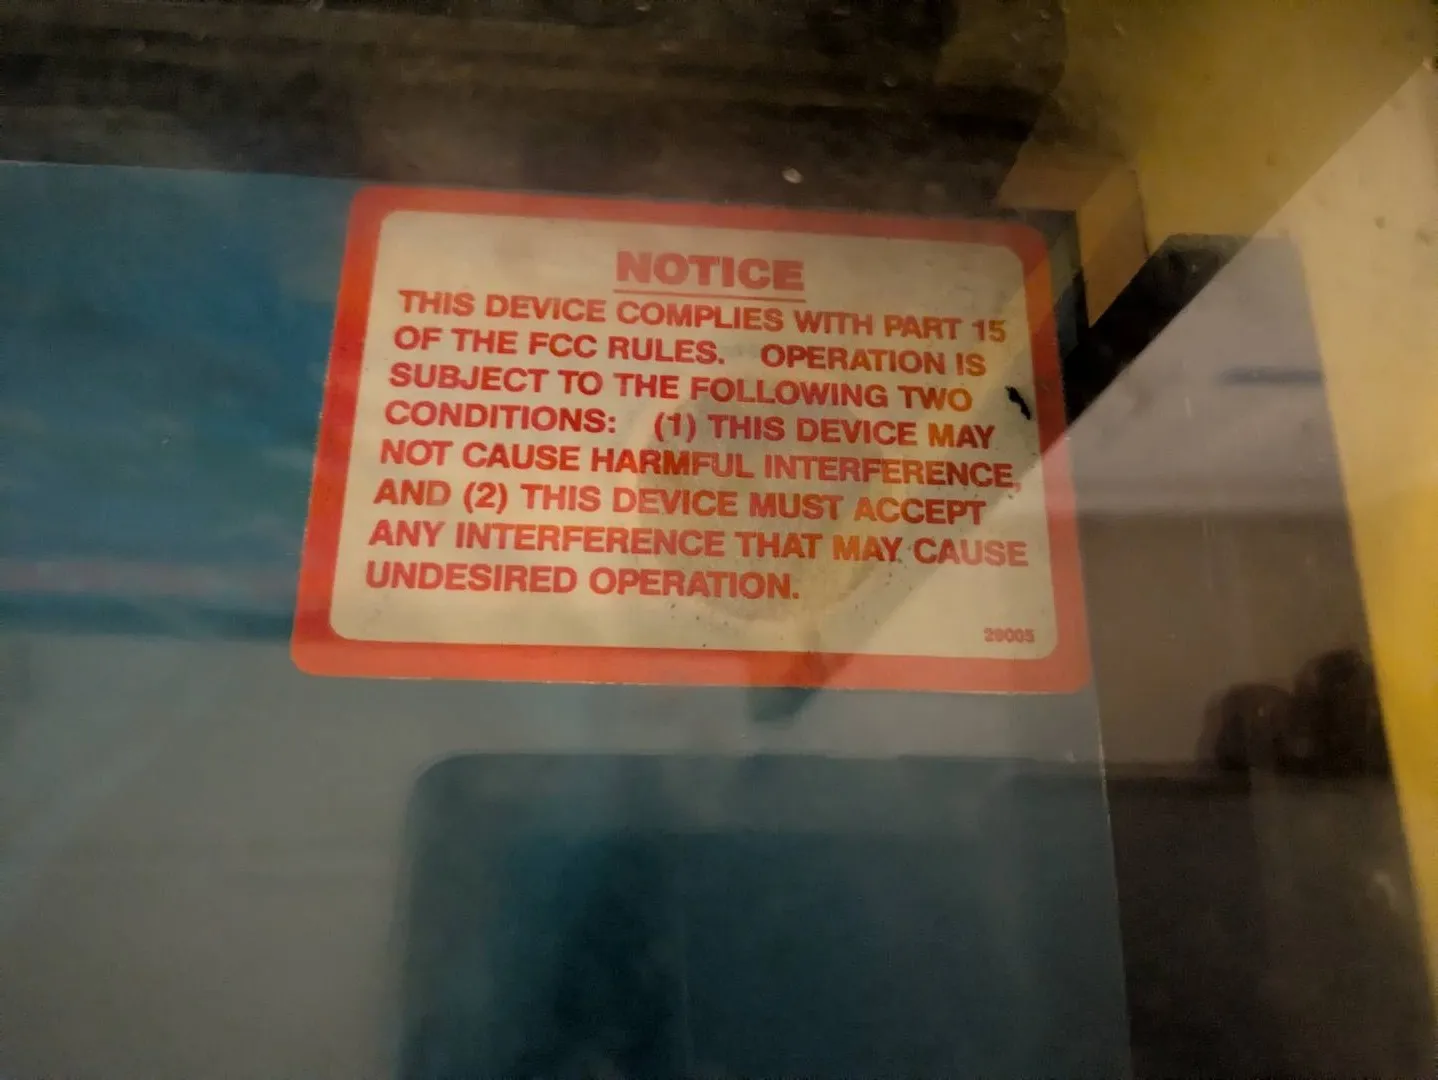 NOTICE
THIS DEVICE COMPLIES WITH PART 15
OF THE FCC RULES. OPERATION IS
SUBJECT TO THE FOLLOWING TWO
CONDITIONS: (1) THIS DEVICE MAY
NOT CAUSE HARMFUL INTERFERENCE,
AND (2) THIS DEVICE MUST ACCEPT
ANY INTERFERENCE THAT MAY CAUSE
UNDESIRED OPERATION.
29005